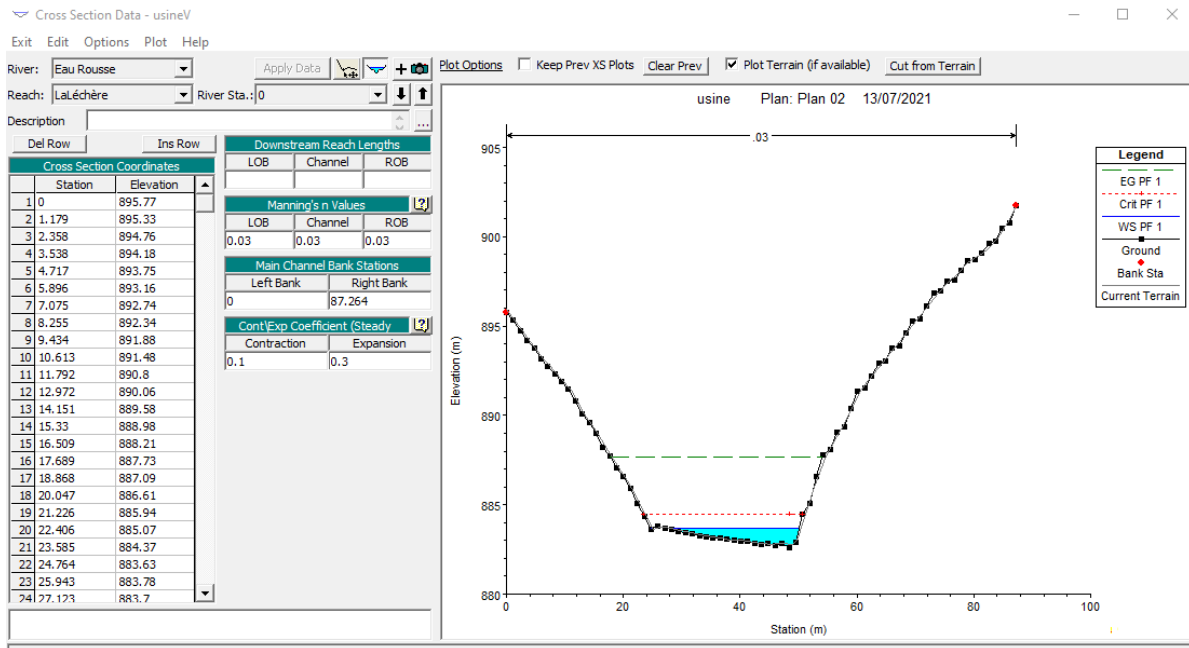 Cross Section Data - usineV
Exit Edit Options Plot Help
River: Eau Rousse
Apply Data
Plot Options Keep Prev XS Plots Clear Prev Plot Terrain (if available) Cut from Terrain
Reach: LaLéchère River Sta.: 0
Description ...
Del Row Ins Row
Cross Section Coordinates
Station Elevation
1 0 895.77
2 1.179 895.33
3 2.358 894.76
4 3.538 894.18
5 4.717 893.75
6 5.896 893.16
7 7.075 892.74
8 8.255 892.34
9 9.434 891.88
10 10.613 891.48
11 11.792 890.8
12 12.972 890.06
13 14.151 889.58
14 15.33 888.98
15 16.509 888.21
16 17.689 887.73
17 18.868 887.09
18 20.047 886.61
19 21.226 885.94
20 22.406 885.07
21 23.585 884.37
22 24.764 883.63
23 25.943 883.78
24 27.123 883.7
Downstream Reach Lengths
LOB Channel ROB
Manning's n Values ?
LOB Channel ROB
0.03 0.03 0.03
Main Channel Bank Stations
Left Bank Right Bank
0 87.264
Cont\Exp Coefficient (Steady ?
Contraction Expansion
0.1 0.3
usine Plan: Plan 02 13/07/2021
.03
905
900
895
890
885
880
Elevation (m)
0 20 40 60 80 100
Station (m)
Legend
EG PF 1
Crit PF 1
WS PF 1
Ground
Bank Sta
Current Terrain